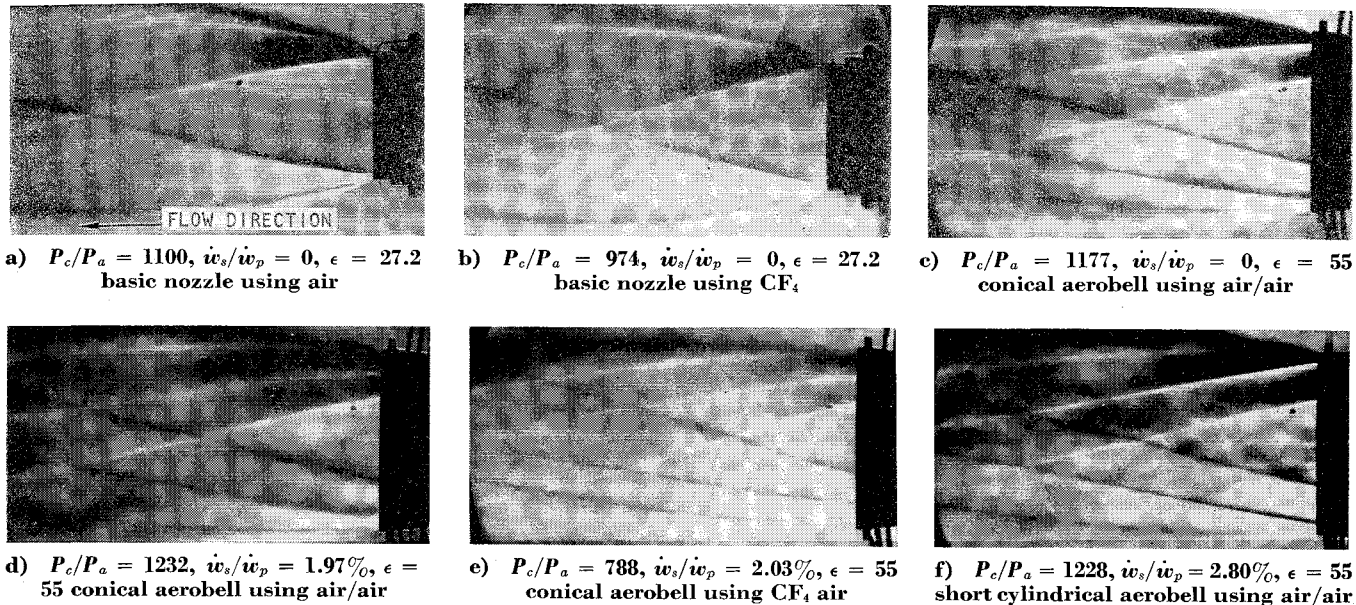 FLOW DIRECTION
a) P_c/P_a = 1100, ẇ_s/ẇ_p = 0, ϵ = 27.2
basic nozzle using air
b) P_c/P_a = 974, ẇ_s/ẇ_p = 0, ϵ = 27.2
basic nozzle using CF₄
c) P_c/P_a = 1177, ẇ_s/ẇ_p = 0, ϵ = 55
conical aerobell using air/air
d) P_c/P_a = 1232, ẇ_s/ẇ_p = 1.97%, ϵ =
55 conical aerobell using air/air
e) P_c/P_a = 788, ẇ_s/ẇ_p = 2.03%, ϵ = 55
conical aerobell using CF₄ air
f) P_c/P_a = 1228, ẇ_s/ẇ_p = 2.80%, ϵ = 55
short cylindrical aerobell using air/air